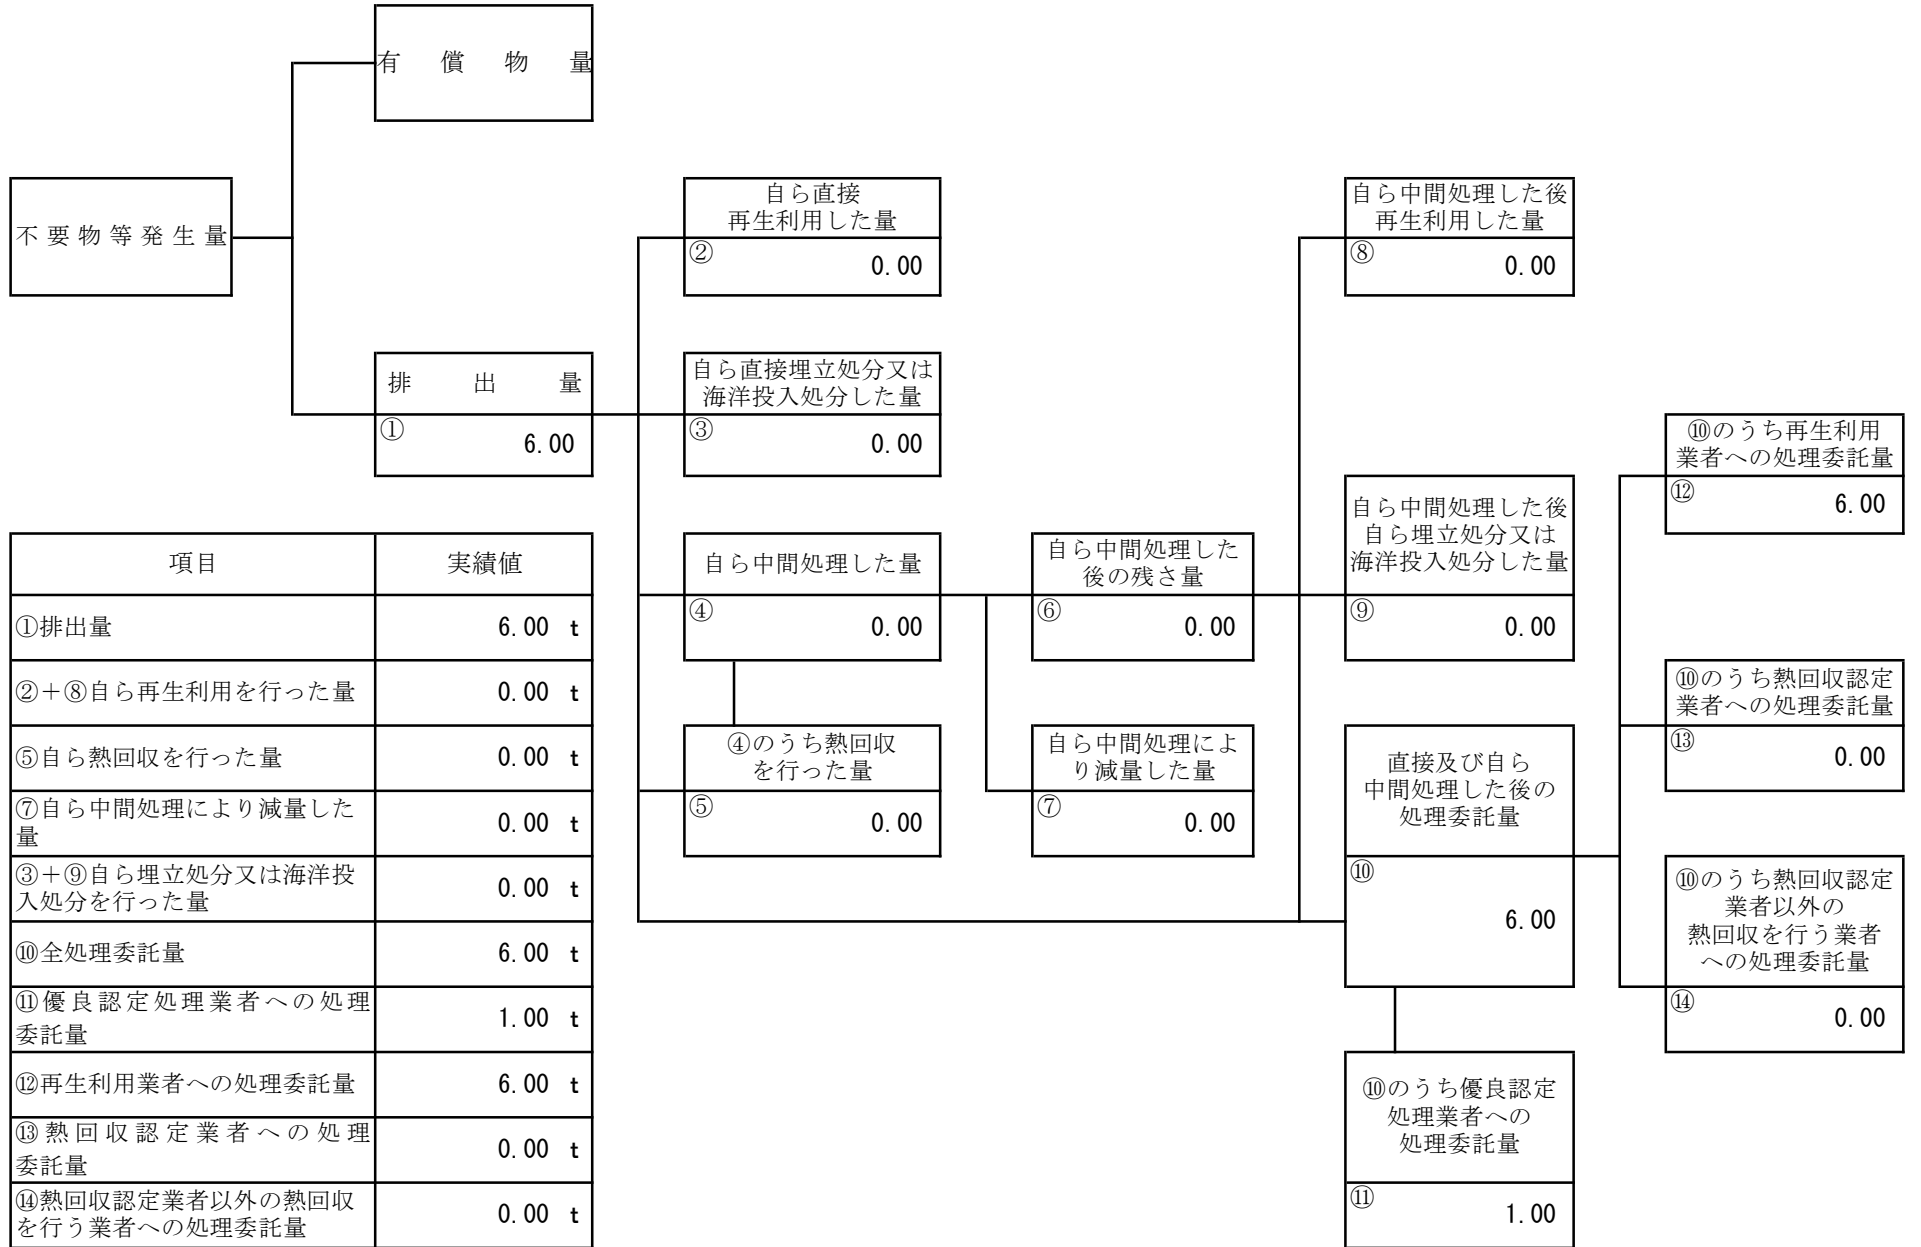 有償物量
不要物等発生量
排出量
①
6.00
自ら直接
再生利用した量
②
0.00
自ら直接埋立処分又は
海洋投入処分した量
③
0.00
自ら中間処理した量
④
0.00
④のうち熱回収
を行った量
⑤
0.00
自ら中間処理した
後の残さ量
⑥
0.00
自ら中間処理によ
り減量した量
⑦
0.00
自ら中間処理した後
再生利用した量
⑧
0.00
自ら中間処理した後
自ら埋立処分又は
海洋投入処分した量
⑨
0.00
直接及び自ら
中間処理した後の
処理委託量
⑩
6.00
⑩のうち優良認定
処理業者への
処理委託量
⑪
1.00
⑩のうち再生利用
業者への処理委託量
⑫
6.00
⑩のうち熱回収認定
業者への処理委託量
⑬
0.00
⑩のうち熱回収認定
業者以外の
熱回収を行う業者
への処理委託量
⑭
0.00
項目 実績値
①排出量 6.00 t
②＋⑧自ら再生利用を行った量 0.00 t
⑤自ら熱回収を行った量 0.00 t
⑦自ら中間処理により減量した
量 0.00 t
③＋⑨自ら埋立処分又は海洋投
入処分を行った量 0.00 t
⑩全処理委託量 6.00 t
⑪優良認定処理業者への処理
委託量 1.00 t
⑫再生利用業者への処理委託量 6.00 t
⑬熱回収認定業者への処理
委託量 0.00 t
⑭熱回収認定業者以外の熱回収
を行う業者への処理委託量 0.00 t